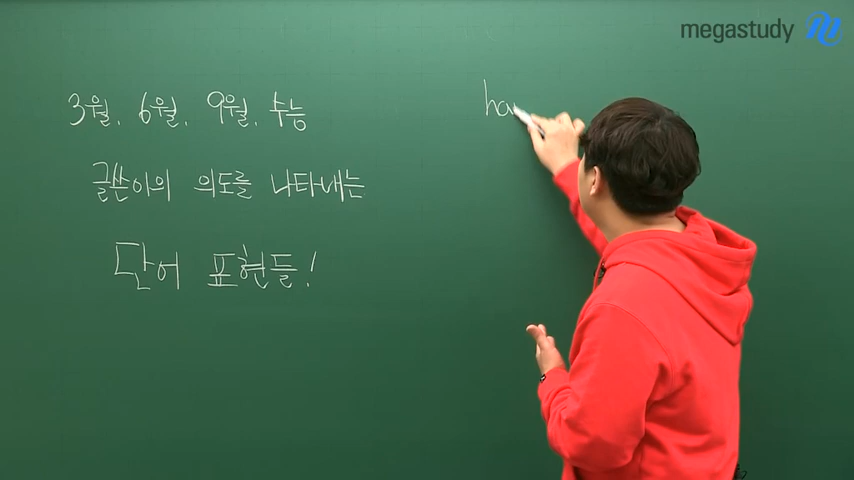 megastudy
3월. 6월. 9월. 수능
글쓴이의 의도를 나타내는
단어 표현들!